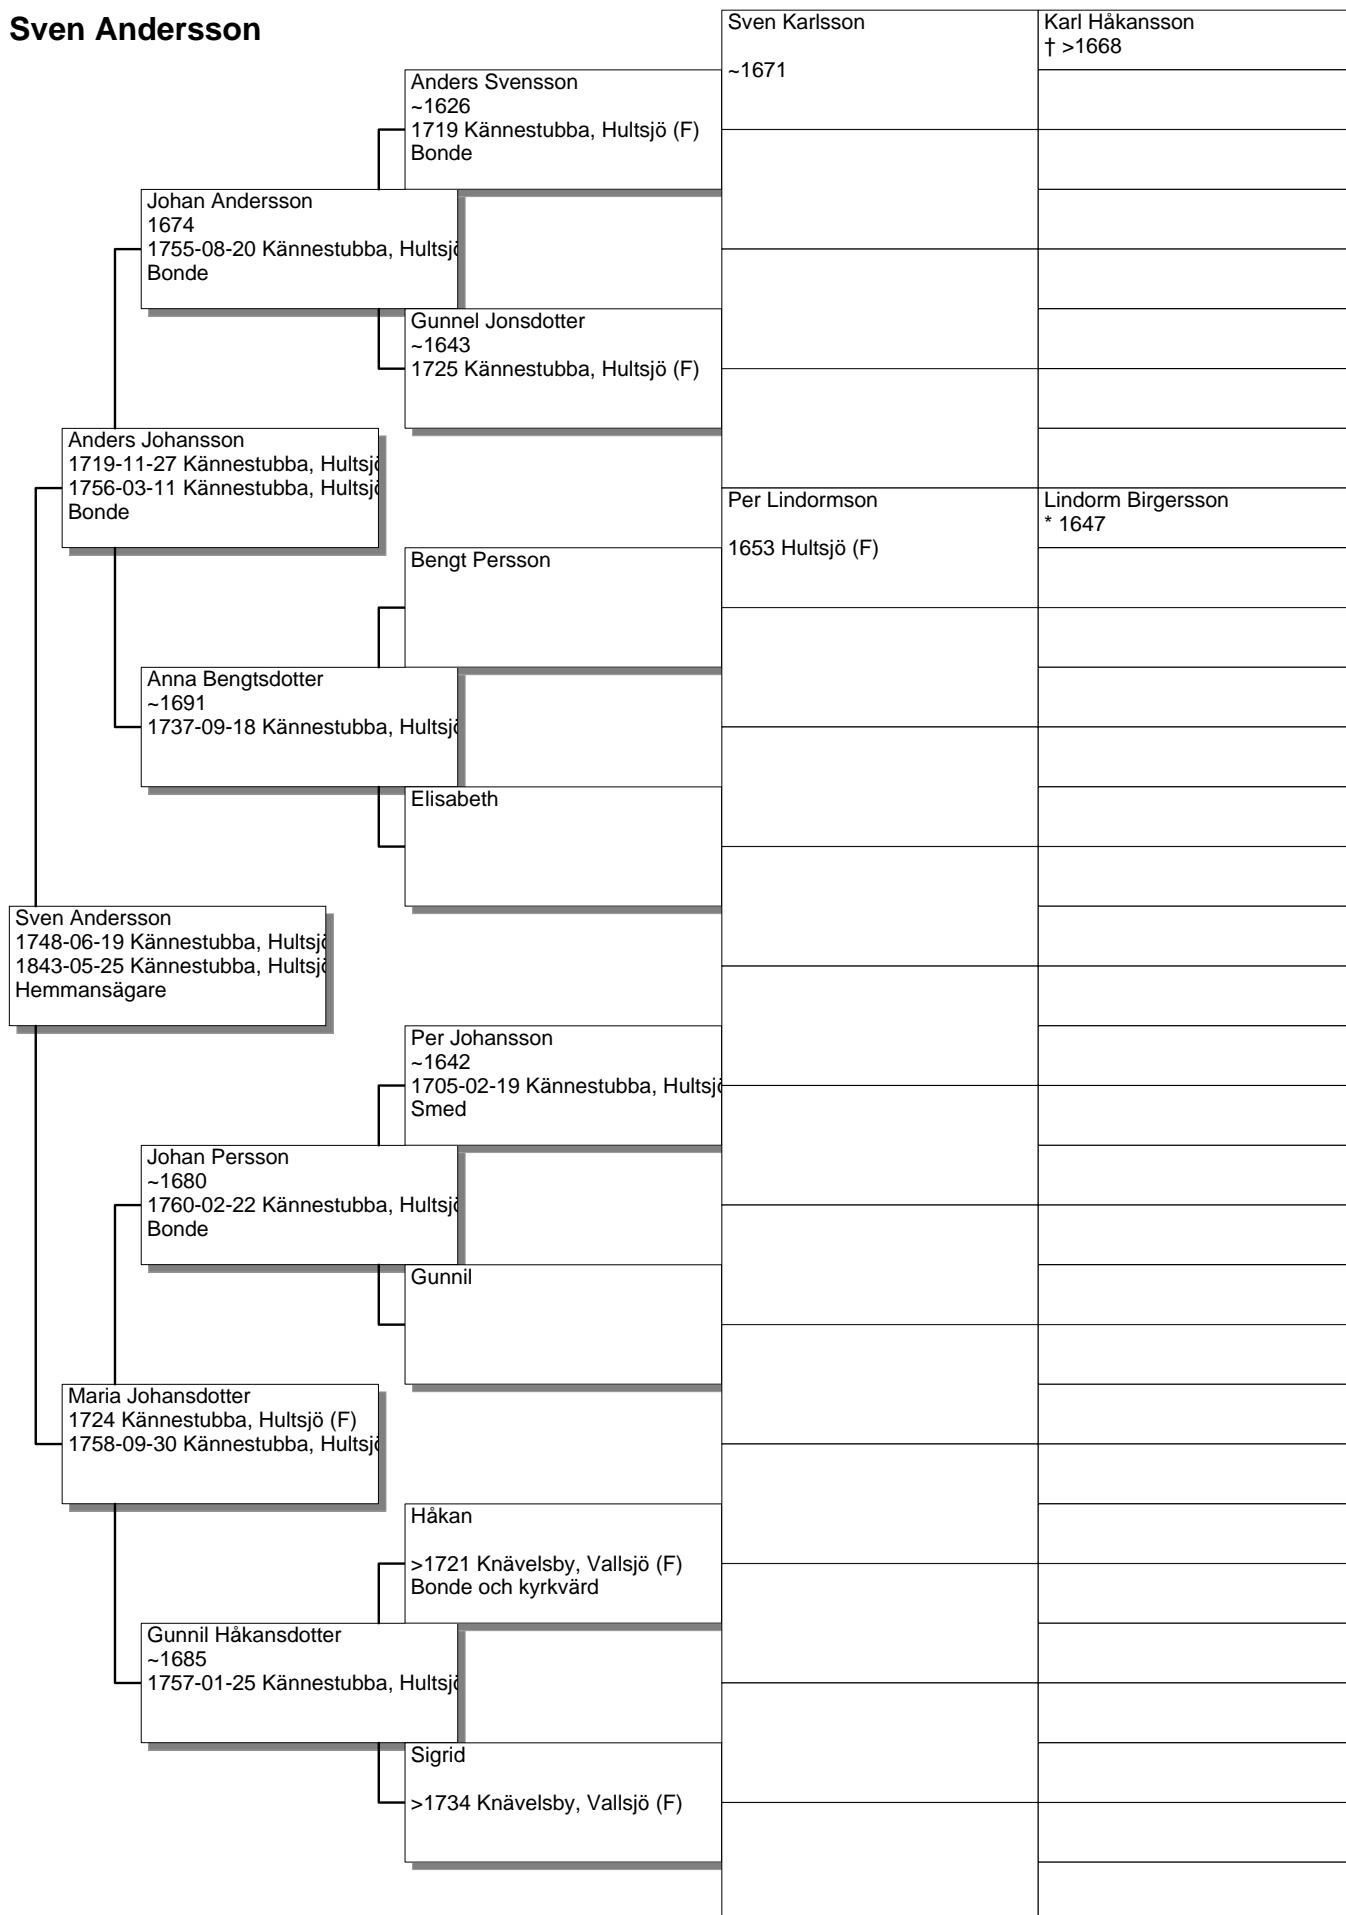 Sven Andersson
Sven Karlsson
~1671
Karl Håkansson
† >1668
Anders Svensson
~1626
1719 Kännestubba, Hultsjö (F)
Bonde
Johan Andersson
1674
1755-08-20 Kännestubba, Hultsjö
Bonde
Gunnel Jonsdotter
~1643
1725 Kännestubba, Hultsjö (F)
Anders Johansson
1719-11-27 Kännestubba, Hultsjö
1756-03-11 Kännestubba, Hultsjö
Bonde
Per Lindormson
1653 Hultsjö (F)
Lindorm Birgersson
* 1647
Bengt Persson
Anna Bengtsdotter
~1691
1737-09-18 Kännestubba, Hultsjö
Elisabeth
Sven Andersson
1748-06-19 Kännestubba, Hultsjö
1843-05-25 Kännestubba, Hultsjö
Hemmansägare
Per Johansson
~1642
1705-02-19 Kännestubba, Hultsjö
Smed
Johan Persson
~1680
1760-02-22 Kännestubba, Hultsjö
Bonde
Gunnil
Maria Johansdotter
1724 Kännestubba, Hultsjö (F)
1758-09-30 Kännestubba, Hultsjö
Håkan
>1721 Knävelsby, Vallsjö (F)
Bonde och kyrkvärd
Gunnil Håkansdotter
~1685
1757-01-25 Kännestubba, Hultsjö
Sigrid
>1734 Knävelsby, Vallsjö (F)